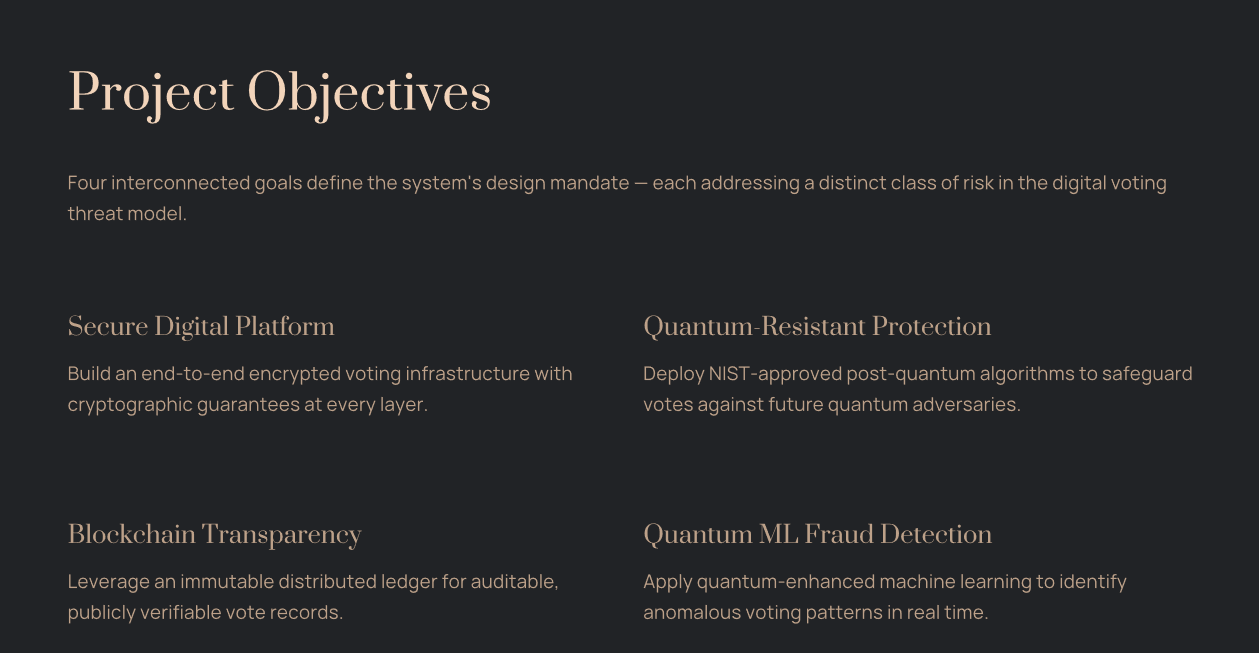 Project Objectives
Four interconnected goals define the system's design mandate — each addressing a distinct class of risk in the digital voting
threat model.
Secure Digital Platform
Build an end-to-end encrypted voting infrastructure with
cryptographic guarantees at every layer.
Quantum-Resistant Protection
Deploy NIST-approved post-quantum algorithms to safeguard
votes against future quantum adversaries.
Blockchain Transparency
Leverage an immutable distributed ledger for auditable,
publicly verifiable vote records.
Quantum ML Fraud Detection
Apply quantum-enhanced machine learning to identify
anomalous voting patterns in real time.